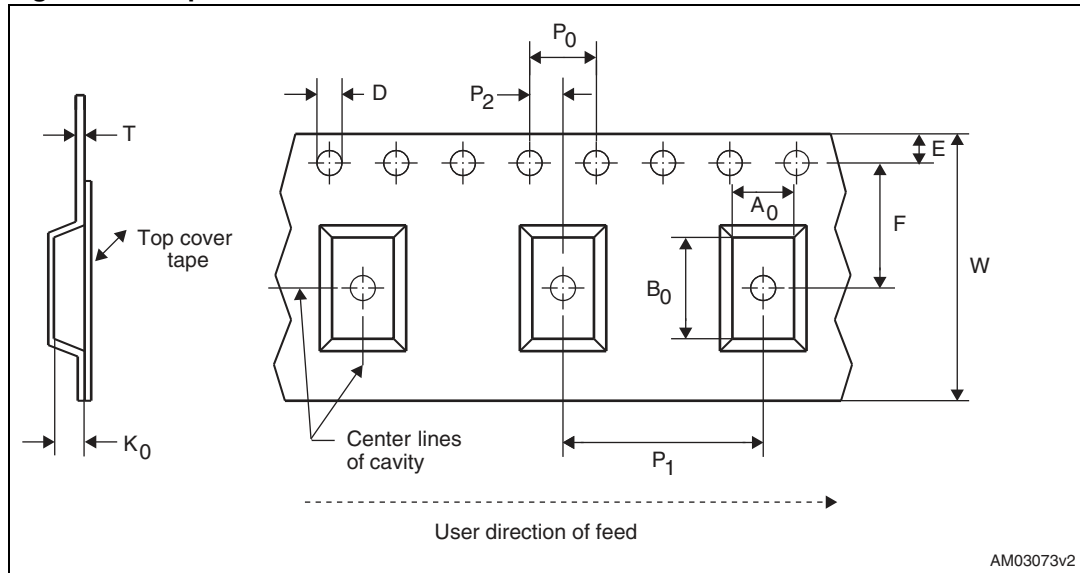 P0
P2
D
T
E
A0
F
Top cover
tape
B0
W
K0
Center lines
of cavity
P1
User direction of feed
AM03073v2